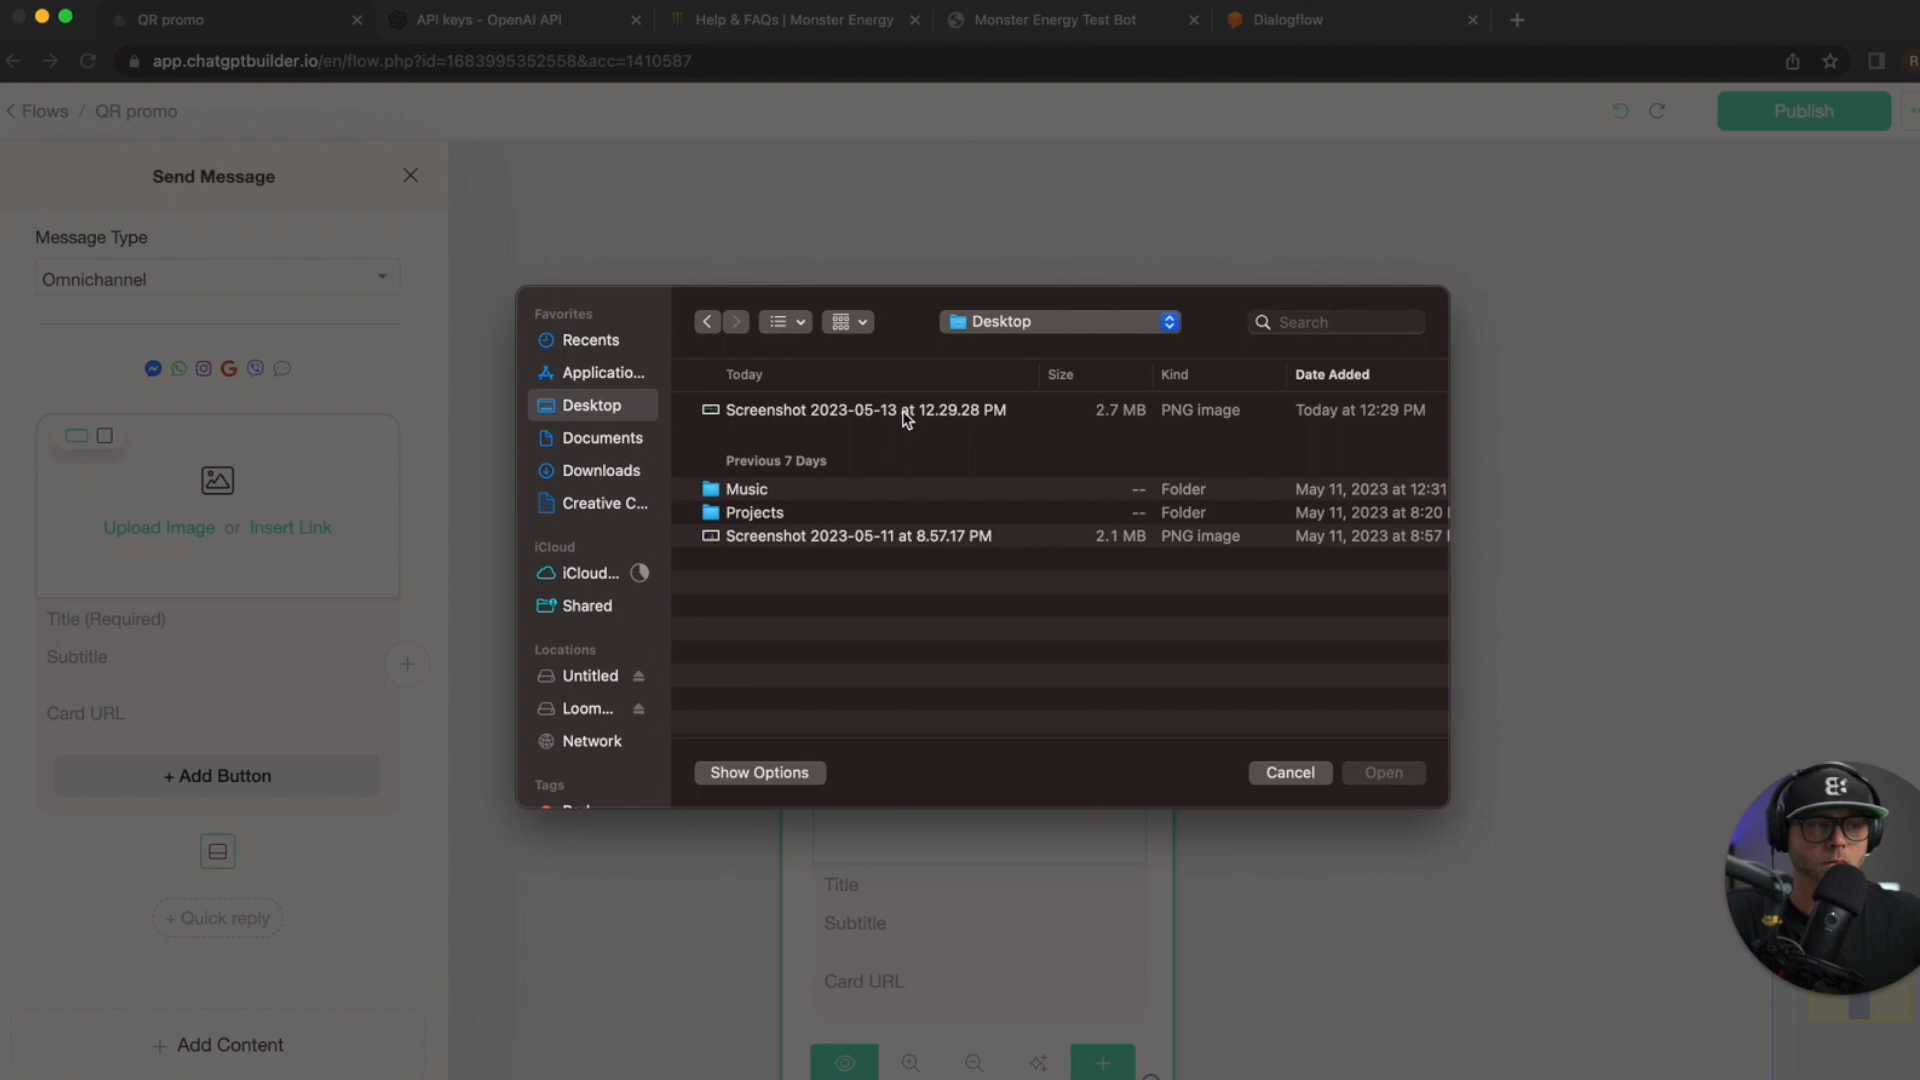 QR promo
API keys - OpenAI API
Help & FAQs | Monster Energy
Monster Energy Test Bot
Dialogflow
app.chatgptbuilder.io/en/flow.php?id=1683995352558&acc=1410587
R
Flows / QR promo
Publish
Send Message
Message Type
Omnichannel
Upload Image or Insert Link
Title (Required)
Subtitle
Card URL
+ Add Button
+ Quick reply
+ Add Content
Favorites
Recents
Applicatio...
Desktop
Documents
Downloads
Creative C...
iCloud
iCloud...
Shared
Locations
Untitled
Loom...
Network
Tags
Desktop
Search
Today Size Kind Date Added
Screenshot 2023-05-13 at 12.29.28 PM 2.7 MB PNG image Today at 12:29 PM
Previous 7 Days
Music -- Folder May 11, 2023 at 12:31
Projects -- Folder May 11, 2023 at 8:20
Screenshot 2023-05-11 at 8.57.17 PM 2.1 MB PNG image May 11, 2023 at 8:57
Show Options
Cancel
Open
Title
Subtitle
Card URL